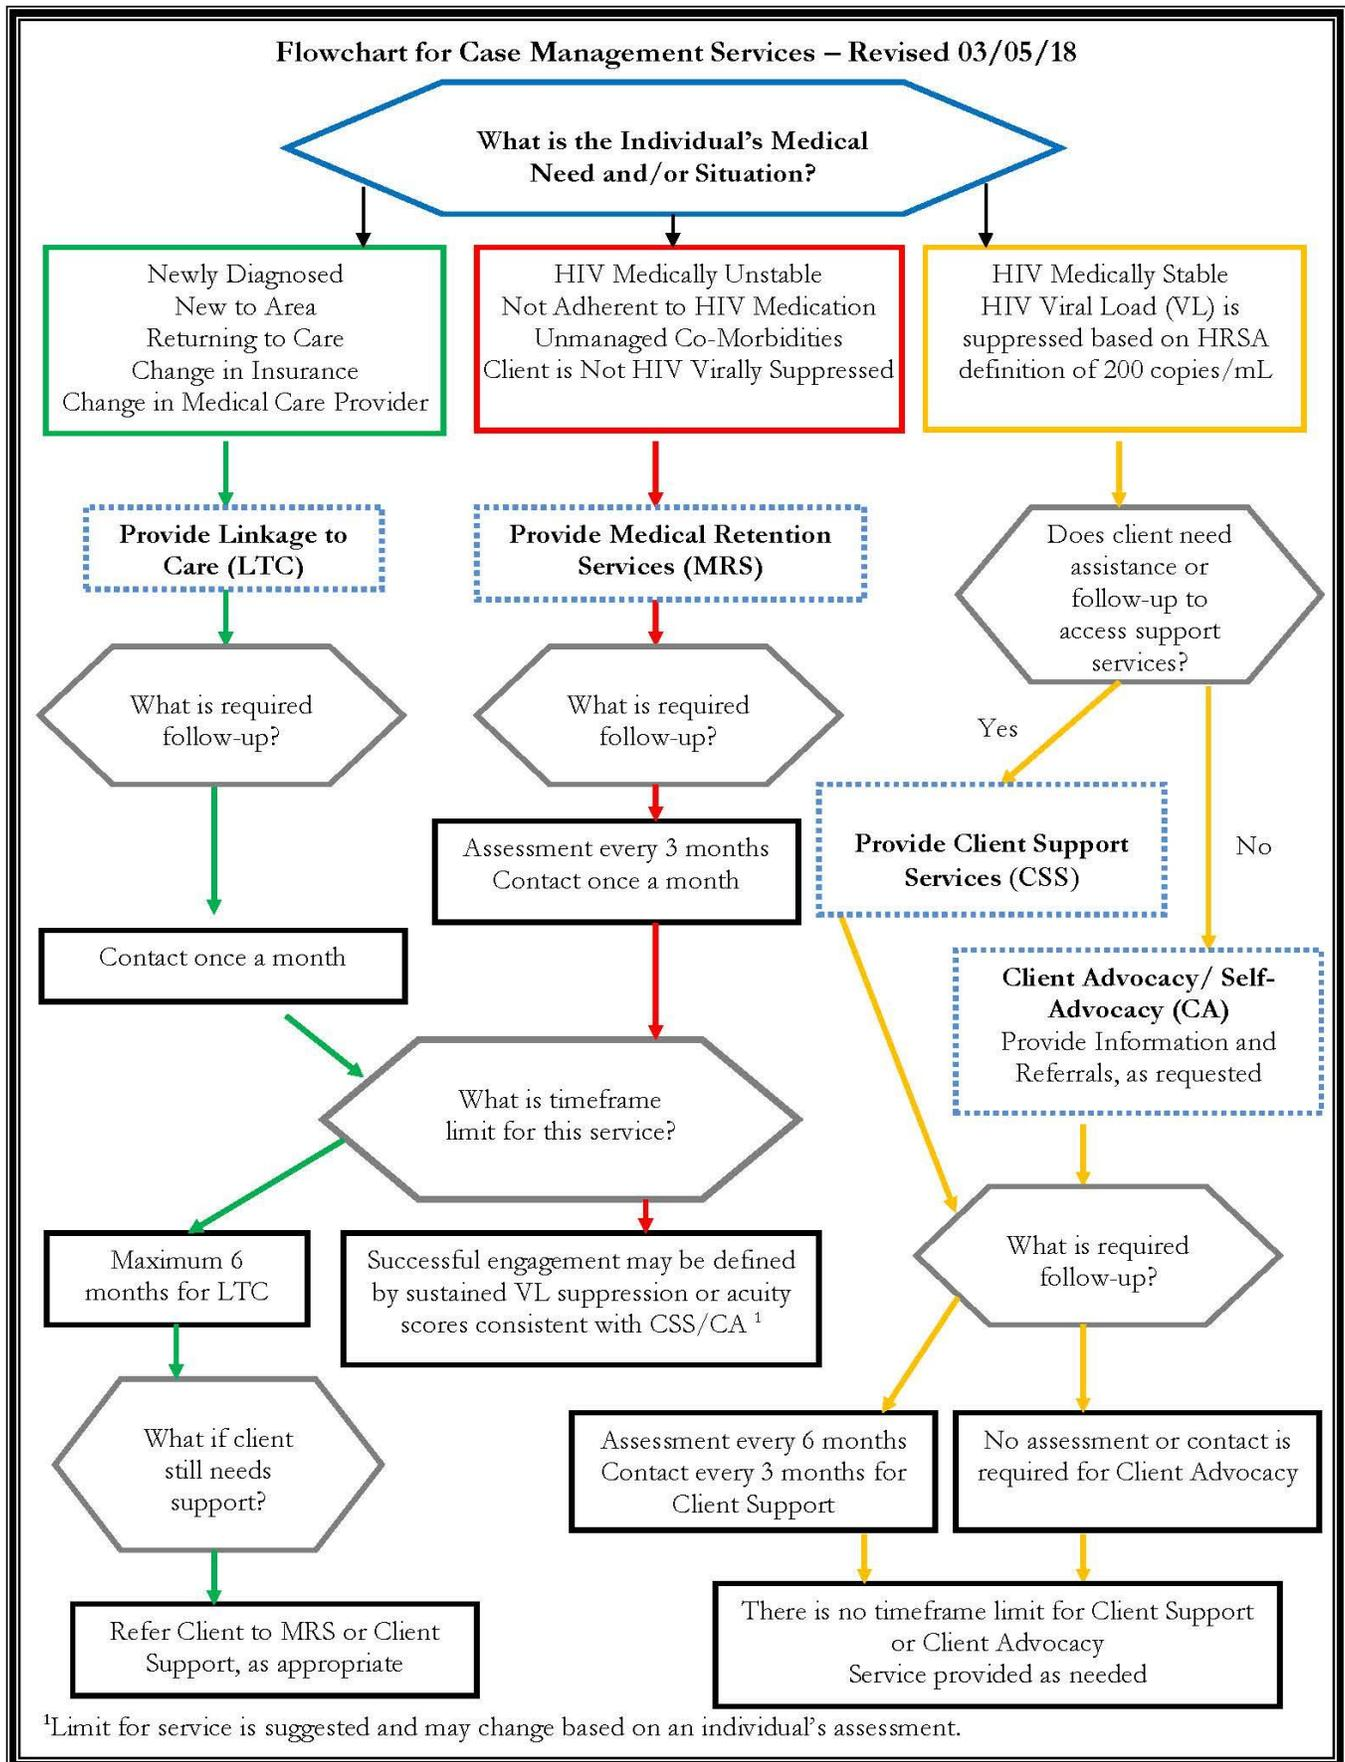 Flowchart for Case Management Services – Revised 03/05/18
What is the Individual’s Medical
Need and/or Situation?
Newly Diagnosed
New to Area
Returning to Care
Change in Insurance
Change in Medical Care Provider
HIV Medically Unstable
Not Adherent to HIV Medication
Unmanaged Co-Morbidities
Client is Not HIV Virally Suppressed
HIV Medically Stable
HIV Viral Load (VL) is
suppressed based on HRSA
definition of 200 copies/mL
Provide Linkage to
Care (LTC)
Provide Medical Retention
Services (MRS)
Does client need
assistance or
follow-up to
access support
services?
What is required
follow-up?
What is required
follow-up?
Yes
No
Assessment every 3 months
Contact once a month
Provide Client Support
Services (CSS)
Contact once a month
Client Advocacy/ Self-
Advocacy (CA)
Provide Information and
Referrals, as requested
What is timeframe
limit for this service?
Maximum 6
months for LTC
Successful engagement may be defined
by sustained VL suppression or acuity
scores consistent with CSS/CA ¹
What is required
follow-up?
What if client
still needs
support?
Assessment every 6 months
Contact every 3 months for
Client Support
No assessment or contact is
required for Client Advocacy
Refer Client to MRS or Client
Support, as appropriate
There is no timeframe limit for Client Support
or Client Advocacy
Service provided as needed
¹Limit for service is suggested and may change based on an individual’s assessment.